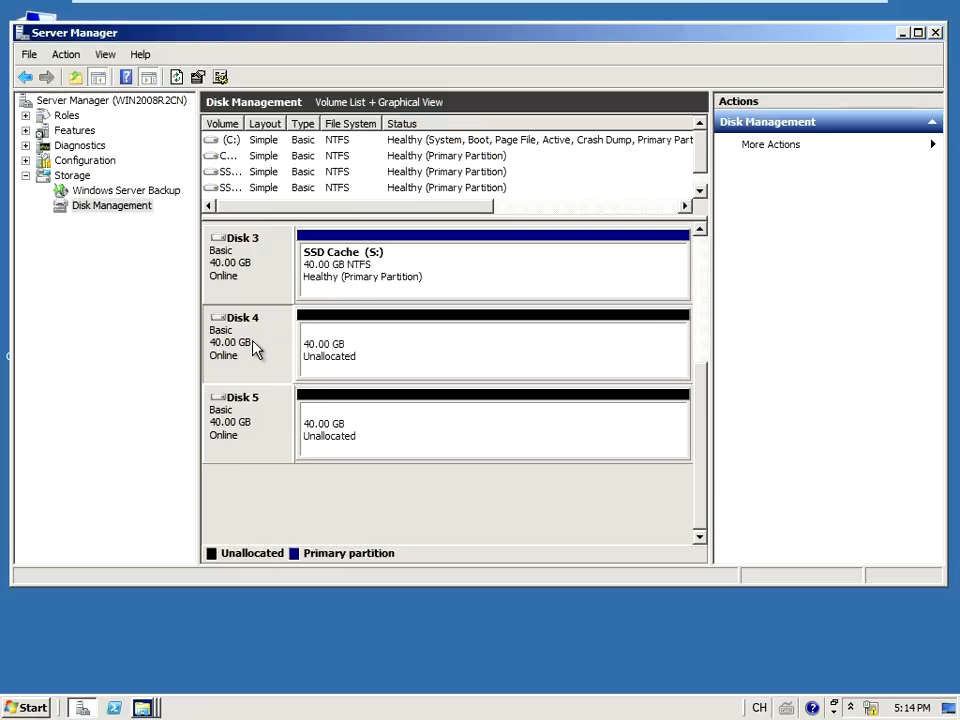 Server Manager
File Action View Help
Server Manager (WIN2008R2CN)
Roles
Features
Diagnostics
Configuration
Storage
Windows Server Backup
Disk Management
Disk Management Volume List + Graphical View
Volume Layout Type File System Status
(C:) Simple Basic NTFS Healthy (System, Boot, Page File, Active, Crash Dump, Primary Part
C... Simple Basic NTFS Healthy (Primary Partition)
SS... Simple Basic NTFS Healthy (Primary Partition)
SS... Simple Basic NTFS Healthy (Primary Partition)
Disk 3
Basic
40.00 GB
Online
SSD Cache (S:)
40.00 GB NTFS
Healthy (Primary Partition)
Disk 4
Basic
40.00 GB
Online
40.00 GB
Unallocated
Disk 5
Basic
40.00 GB
Online
40.00 GB
Unallocated
Unallocated Primary partition
Actions
Disk Management
More Actions
Start
CH
5:14 PM